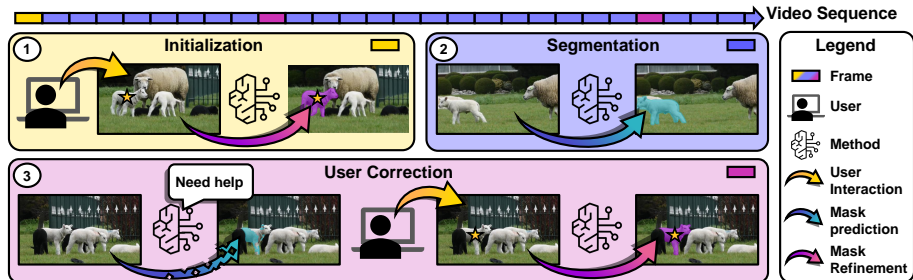 Video Sequence
1
Initialization
2
Segmentation
Legend
Frame
User
Method
User
Interaction
Mask
prediction
Mask
Refinement
3
Need help
User Correction